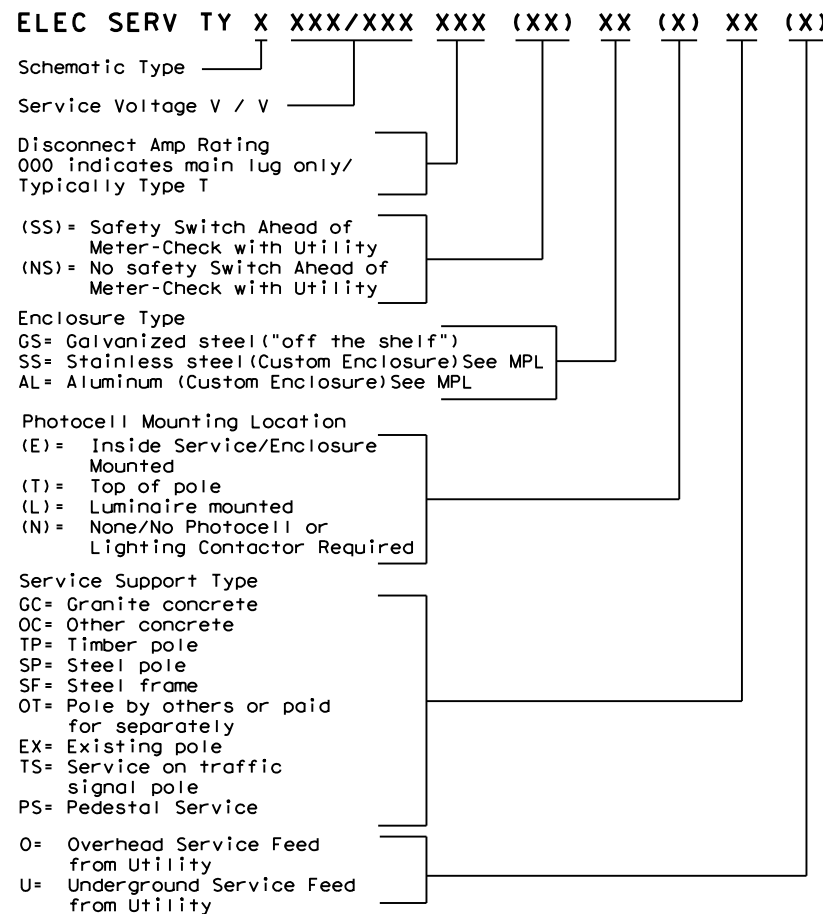 ELEC SERV TY X XXX/XXX XXX (XX) XX (X) XX (X)
Schematic Type
Service Voltage V / V
Disconnect Amp Rating
000 indicates main lug only/
Typically Type T
(SS)= Safety Switch Ahead of
Meter-Check with Utility
(NS)= No safety Switch Ahead of
Meter-Check with Utility
Enclosure Type
GS= Galvanized steel("off the shelf")
SS= Stainless steel(Custom Enclosure)See MPL
AL= Aluminum (Custom Enclosure)See MPL
Photocell Mounting Location
(E)= Inside Service/Enclosure
Mounted
(T)= Top of pole
(L)= Luminaire mounted
(N)= None/No Photocell or
Lighting Contactor Required
Service Support Type
GC= Granite concrete
OC= Other concrete
TP= Timber pole
SP= Steel pole
SF= Steel frame
OT= Pole by others or paid
for separately
EX= Existing pole
TS= Service on traffic
signal pole
PS= Pedestal Service
O= Overhead Service Feed
from Utility
U= Underground Service Feed
from Utility